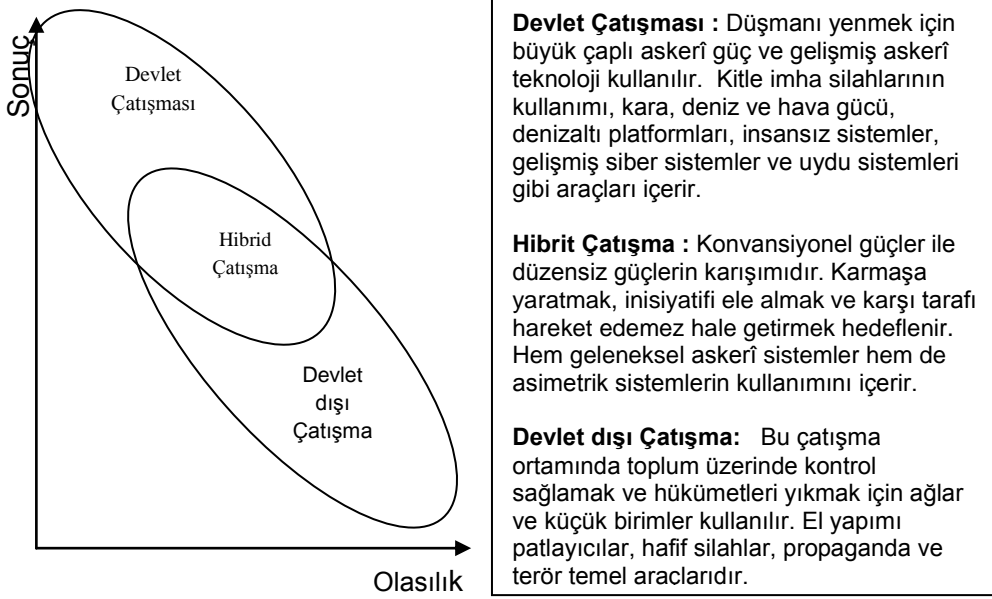 Sonuç
Devlet
Çatışması
Hibrid
Çatışma
Devlet
dışı
Çatışma
Olasılık
Devlet Çatışması : Düşmanı yenmek için
büyük çaplı askerî güç ve gelişmiş askerî
teknoloji kullanılır. Kitle imha silahlarının
kullanımı, kara, deniz ve hava gücü,
denizaltı platformları, insansız sistemler,
gelişmiş siber sistemler ve uydu sistemleri
gibi araçları içerir.
Hibrit Çatışma : Konvansiyonel güçler ile
düzensiz güçlerin karışımıdır. Karmaşa
yaratmak, inisiyatifi ele almak ve karşı tarafı
hareket edemez hale getirmek hedeflenir.
Hem geleneksel askerî sistemler hem de
asimetrik sistemlerin kullanımını içerir.
Devlet dışı Çatışma: Bu çatışma
ortamında toplum üzerinde kontrol
sağlamak ve hükümetleri yıkmak için ağlar
ve küçük birimler kullanılır. El yapımı
patlayıcılar, hafif silahlar, propaganda ve
terör temel araçlarıdır.